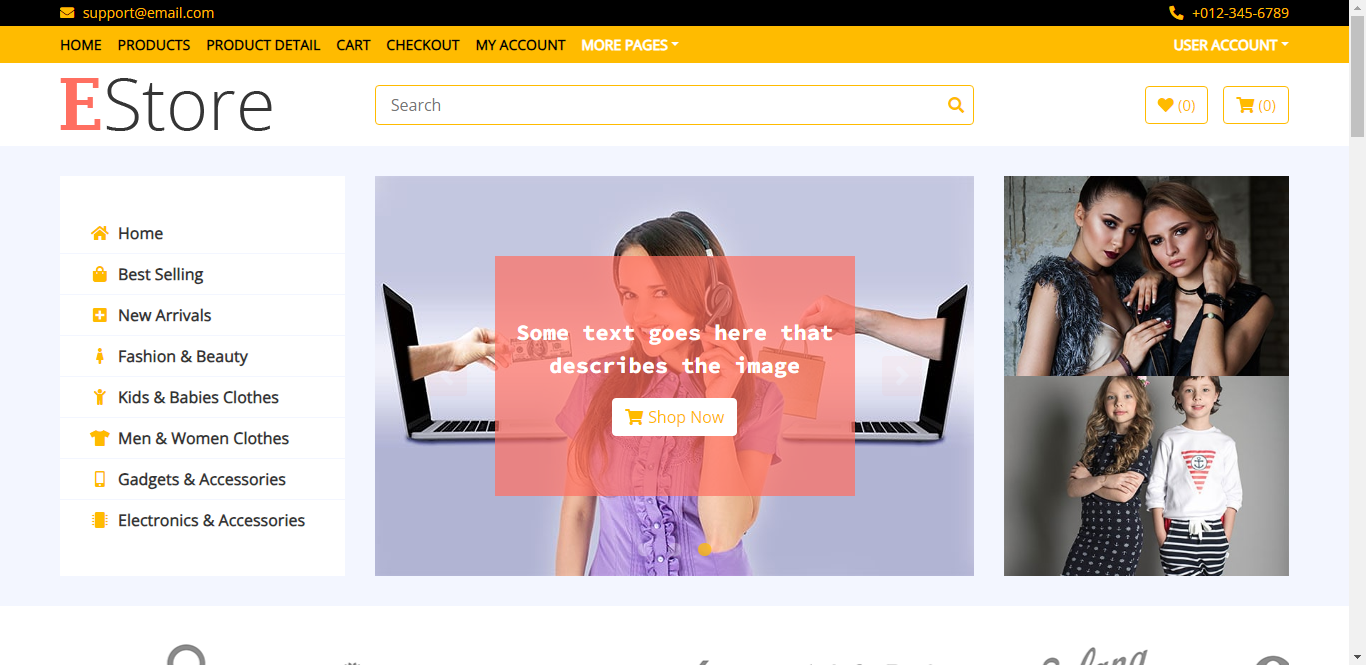 support@email.com
+012-345-6789
HOME PRODUCTS PRODUCT DETAIL CART CHECKOUT MY ACCOUNT MORE PAGES USER ACCOUNT
EStore
Search
(0) (0)
Home
Best Selling
New Arrivals
Fashion & Beauty
Kids & Babies Clothes
Men & Women Clothes
Gadgets & Accessories
Electronics & Accessories
Some text goes here that
describes the image
Shop Now